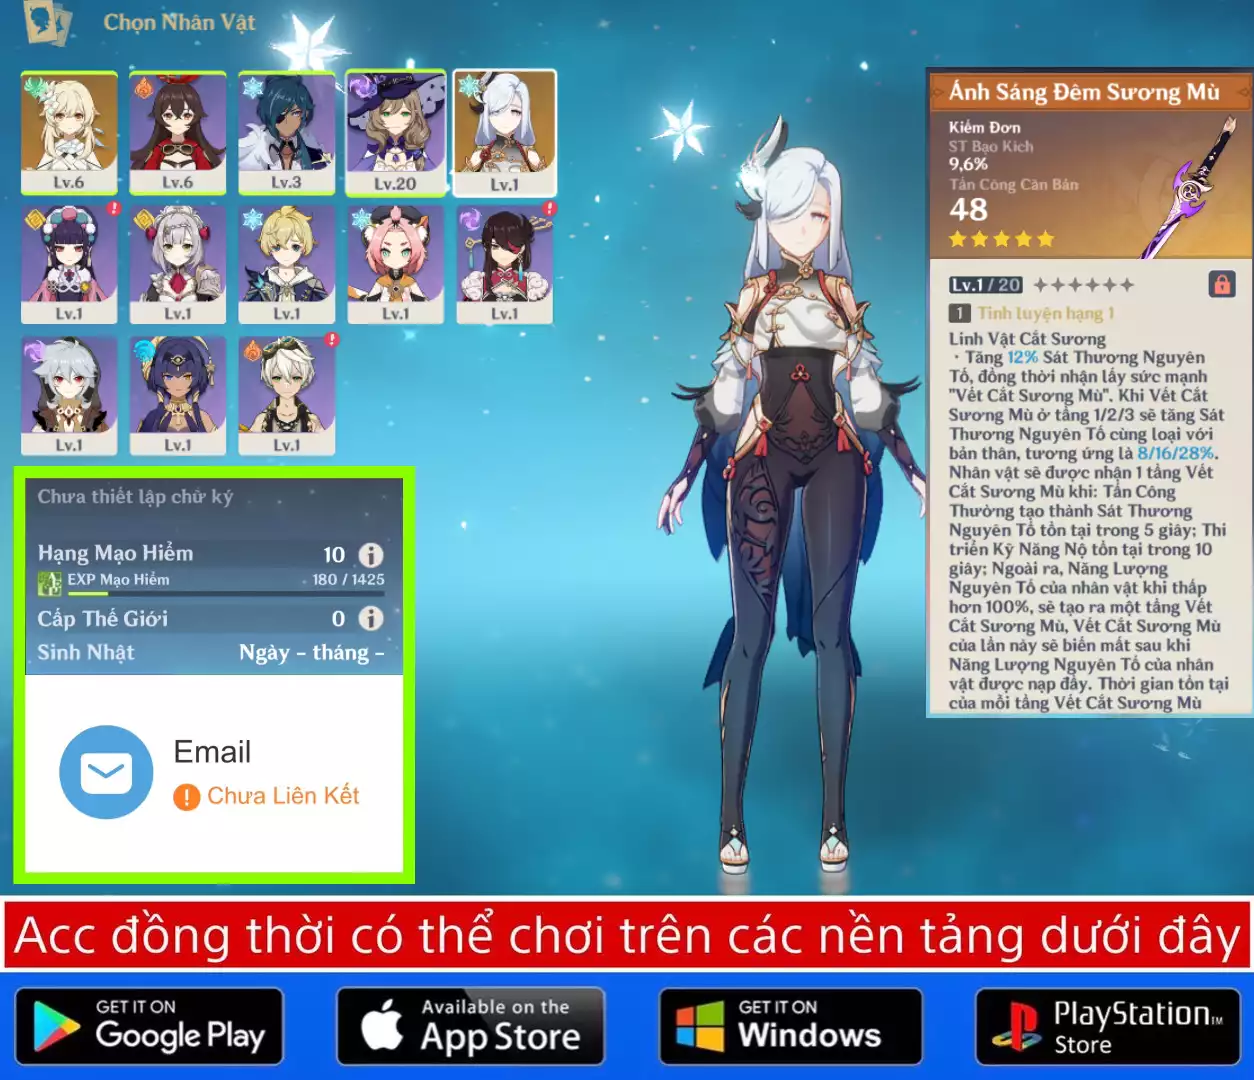 Chọn Nhân Vật
Lv.6
Lv.6
Lv.3
Lv.20
Lv.1
Lv.1
Lv.1
Lv.1
Lv.1
Lv.1
Lv.1
Lv.1
Lv.1
Chưa thiết lập chữ ký
Hạng Mạo Hiểm 10
EXP Mạo Hiểm 180 / 1425
Cấp Thế Giới 0
Sinh Nhật Ngày - tháng -
Email
Chưa Liên Kết
Ánh Sáng Đêm Sương Mù
Kiếm Đơn
ST Bạo Kích
9,6%
Tấn Công Căn Bản
48
Lv.1 / 20
1 Tinh luyện hạng 1
Linh Vật Cắt Sương
· Tăng 12% Sát Thương Nguyên
Tố, đồng thời nhận lấy sức mạnh
"Vết Cắt Sương Mù". Khi Vết Cắt
Sương Mù ở tầng 1/2/3 sẽ tăng Sát
Thương Nguyên Tố cùng loại với
bản thân, tương ứng là 8/16/28%.
Nhân vật sẽ được nhận 1 tầng Vết
Cắt Sương Mù khi: Tấn Công
Thường tạo thành Sát Thương
Nguyên Tố tồn tại trong 5 giây; Thi
triển Kỹ Năng Nộ tồn tại trong 10
giây; Ngoài ra, Năng Lượng
Nguyên Tố của nhân vật khi thấp
hơn 100%, sẽ tạo ra một tầng Vết
Cắt Sương Mù, Vết Cắt Sương Mù
của lần này sẽ biến mất sau khi
Năng Lượng Nguyên Tố của nhân
vật được nạp đầy. Thời gian tồn tại
của mỗi tầng Vết Cắt Sương Mù
Acc đồng thời có thể chơi trên các nền tảng dưới đây
GET IT ON
Google Play
Available on the
App Store
GET IT ON
Windows
PlayStation™
Store